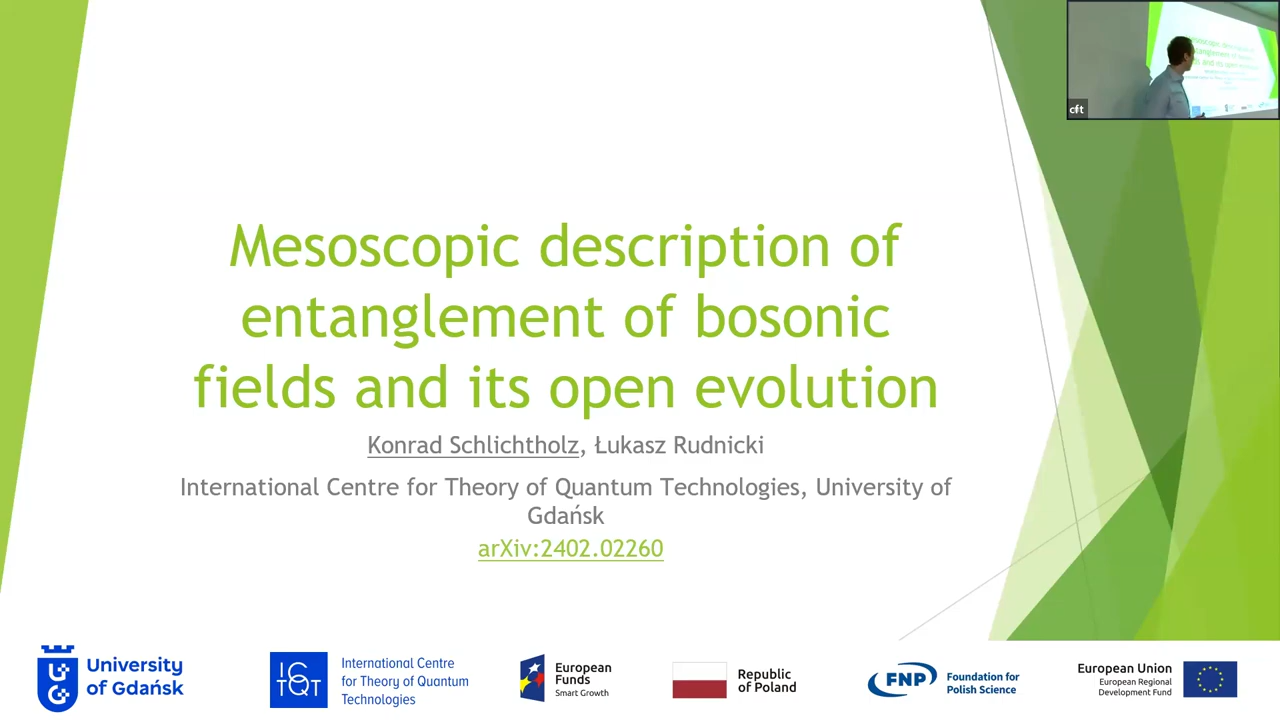 Mesoscopic description of
entanglement of bosonic
fields and its open evolution
Konrad Schlichtholz, Łukasz Rudnicki
International Centre for Theory of Quantum Technologies, University of
Gdańsk
arXiv:2402.02260
cft
UG
University
of Gdańsk
ICTQT
International Centre
for Theory of Quantum
Technologies
European
Funds
Smart Growth
Republic
of Poland
FNP
Foundation for
Polish Science
European Union
European Regional
Development Fund